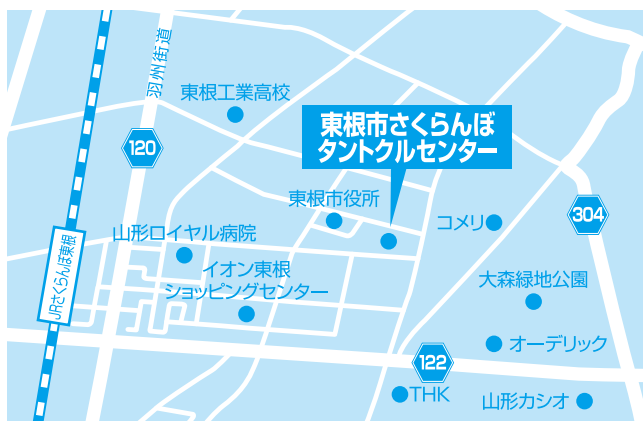 羽州街道
東根工業高校
120
東根市さくらんぼ
タントクルセンター
東根市役所
コメリ
304
山形ロイヤル病院
JRさくらんぼ東根
イオン東根
ショッピングセンター
大森緑地公園
オーデリック
122
THK
山形カシオ